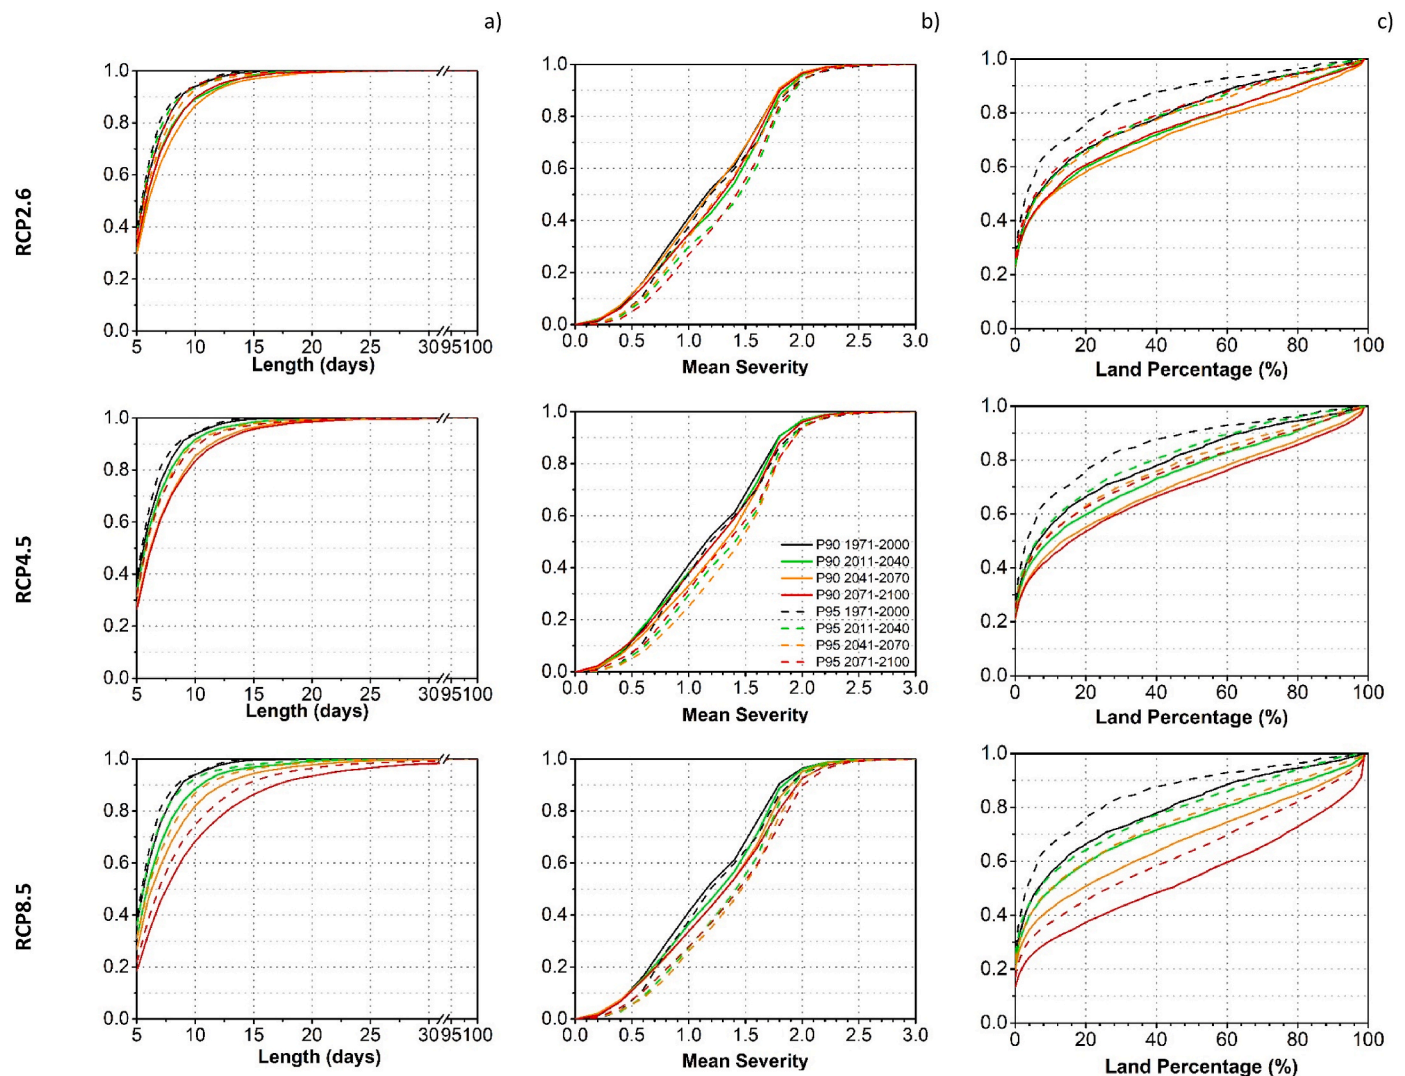 a)
b)
c)
RCP2.6
1.0
0.8
0.6
0.4
0.2
0.0
5 10 15 20 25 30 95 100
Length (days)
1.0
0.8
0.6
0.4
0.2
0.0
0.0 0.5 1.0 1.5 2.0 2.5 3.0
Mean Severity
1.0
0.8
0.6
0.4
0.2
0.0
0 20 40 60 80 100
Land Percentage (%)
RCP4.5
1.0
0.8
0.6
0.4
0.2
0.0
5 10 15 20 25 30 95 100
Length (days)
1.0
0.8
0.6
0.4
0.2
0.0
P90 1971-2000
P90 2011-2040
P90 2041-2070
P90 2071-2100
P95 1971-2000
P95 2011-2040
P95 2041-2070
P95 2071-2100
0.0 0.5 1.0 1.5 2.0 2.5 3.0
Mean Severity
1.0
0.8
0.6
0.4
0.2
0.0
0 20 40 60 80 100
Land Percentage (%)
RCP8.5
1.0
0.8
0.6
0.4
0.2
0.0
5 10 15 20 25 30 95 100
Length (days)
1.0
0.8
0.6
0.4
0.2
0.0
0.0 0.5 1.0 1.5 2.0 2.5 3.0
Mean Severity
1.0
0.8
0.6
0.4
0.2
0.0
0 20 40 60 80 100
Land Percentage (%)